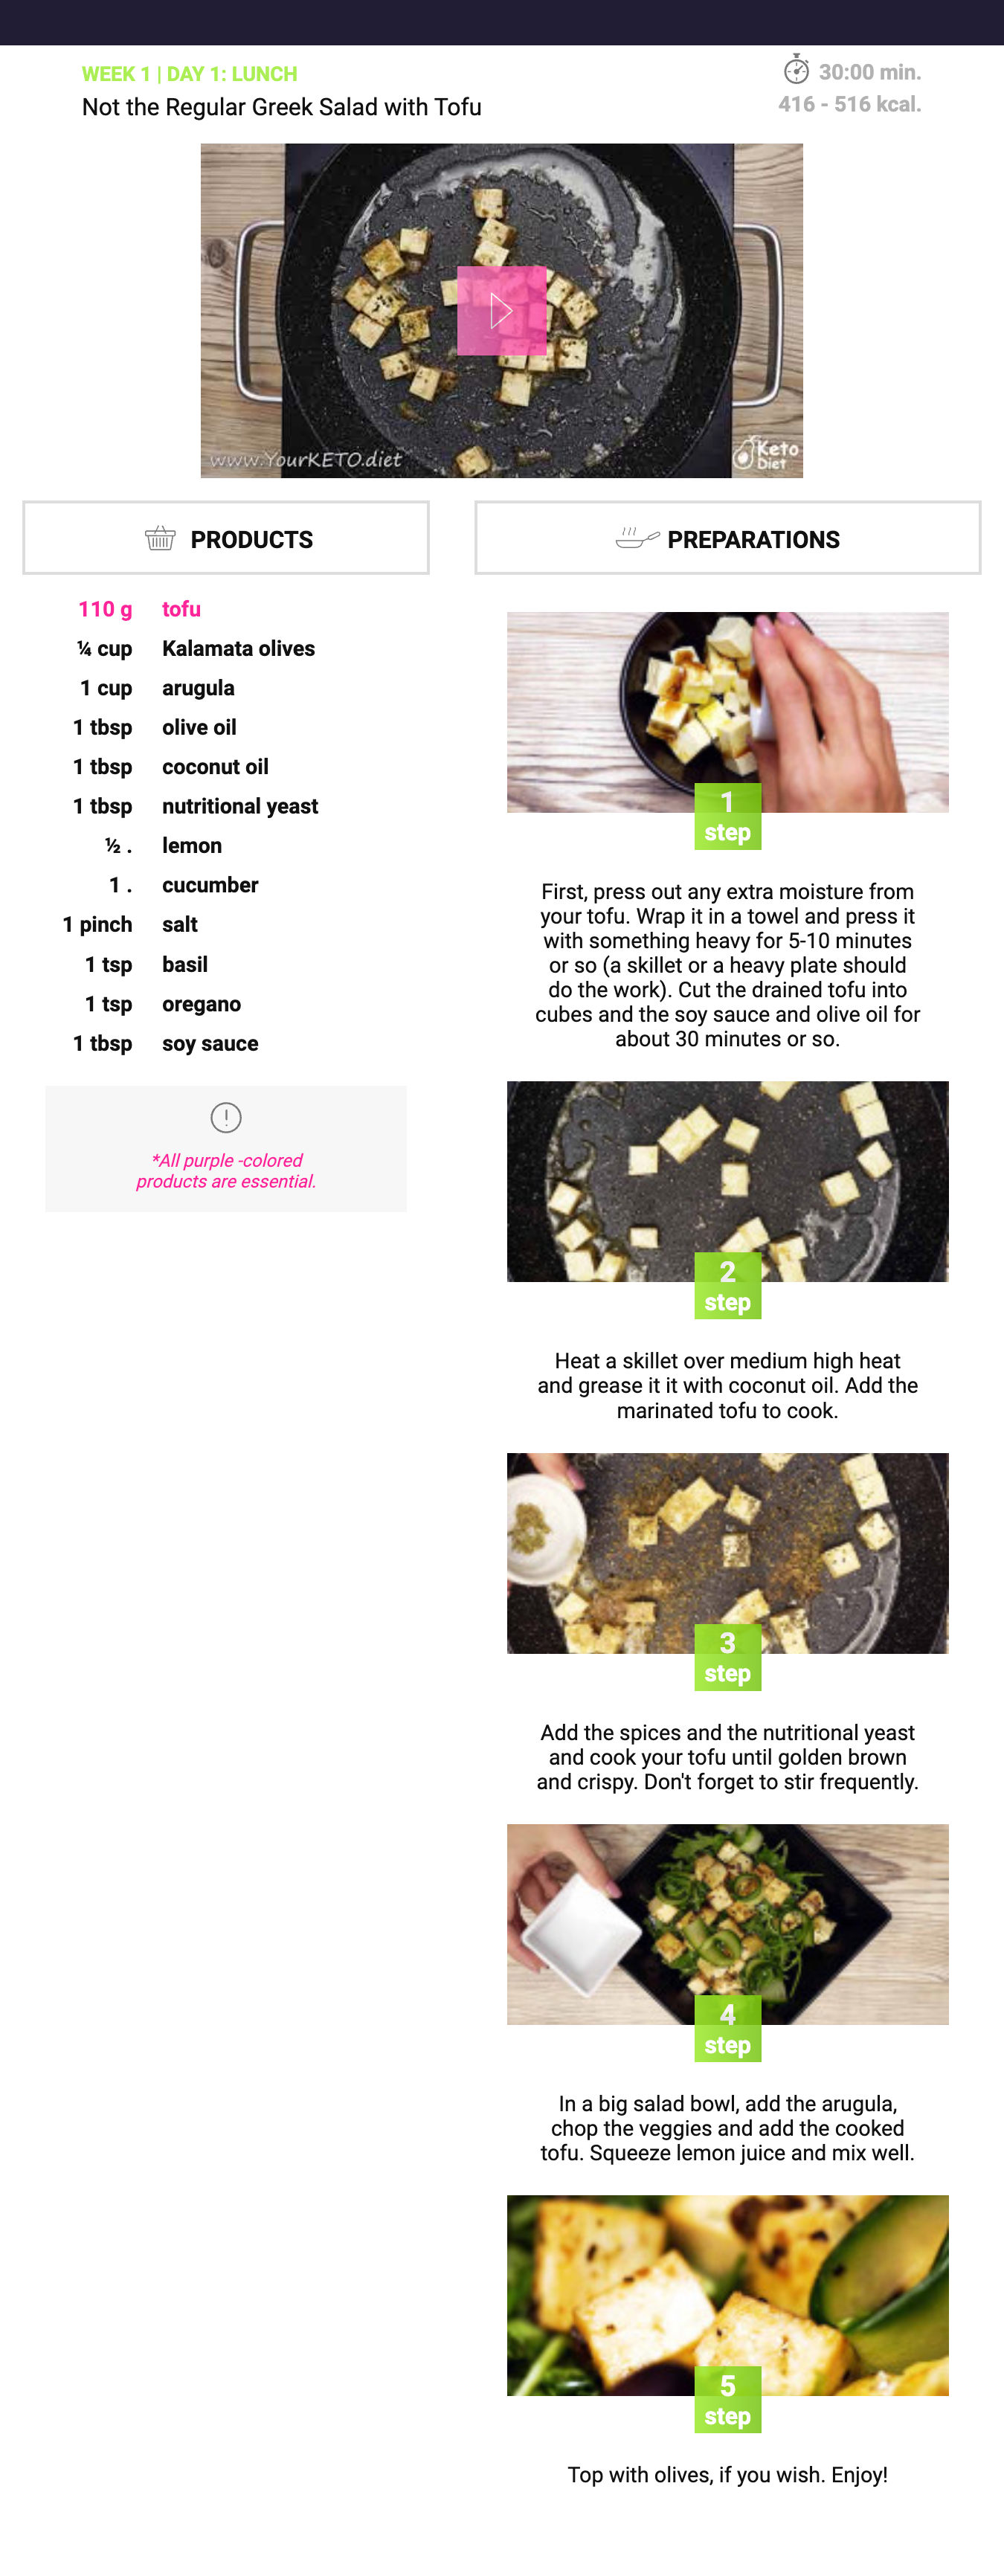 WEEK 1 | DAY 1: LUNCH
Not the Regular Greek Salad with Tofu
30:00 min.
416 - 516 kcal.
www.YourKETO.diet
Keto
Diet
PRODUCTS
110 g tofu
¼ cup Kalamata olives
1 cup arugula
1 tbsp olive oil
1 tbsp coconut oil
1 tbsp nutritional yeast
½ . lemon
1 . cucumber
1 pinch salt
1 tsp basil
1 tsp oregano
1 tbsp soy sauce
*All purple -colored
products are essential.
PREPARATIONS
1
step
First, press out any extra moisture from
your tofu. Wrap it in a towel and press it
with something heavy for 5-10 minutes
or so (a skillet or a heavy plate should
do the work). Cut the drained tofu into
cubes and the soy sauce and olive oil for
about 30 minutes or so.
2
step
Heat a skillet over medium high heat
and grease it it with coconut oil. Add the
marinated tofu to cook.
3
step
Add the spices and the nutritional yeast
and cook your tofu until golden brown
and crispy. Don't forget to stir frequently.
4
step
In a big salad bowl, add the arugula,
chop the veggies and add the cooked
tofu. Squeeze lemon juice and mix well.
5
step
Top with olives, if you wish. Enjoy!